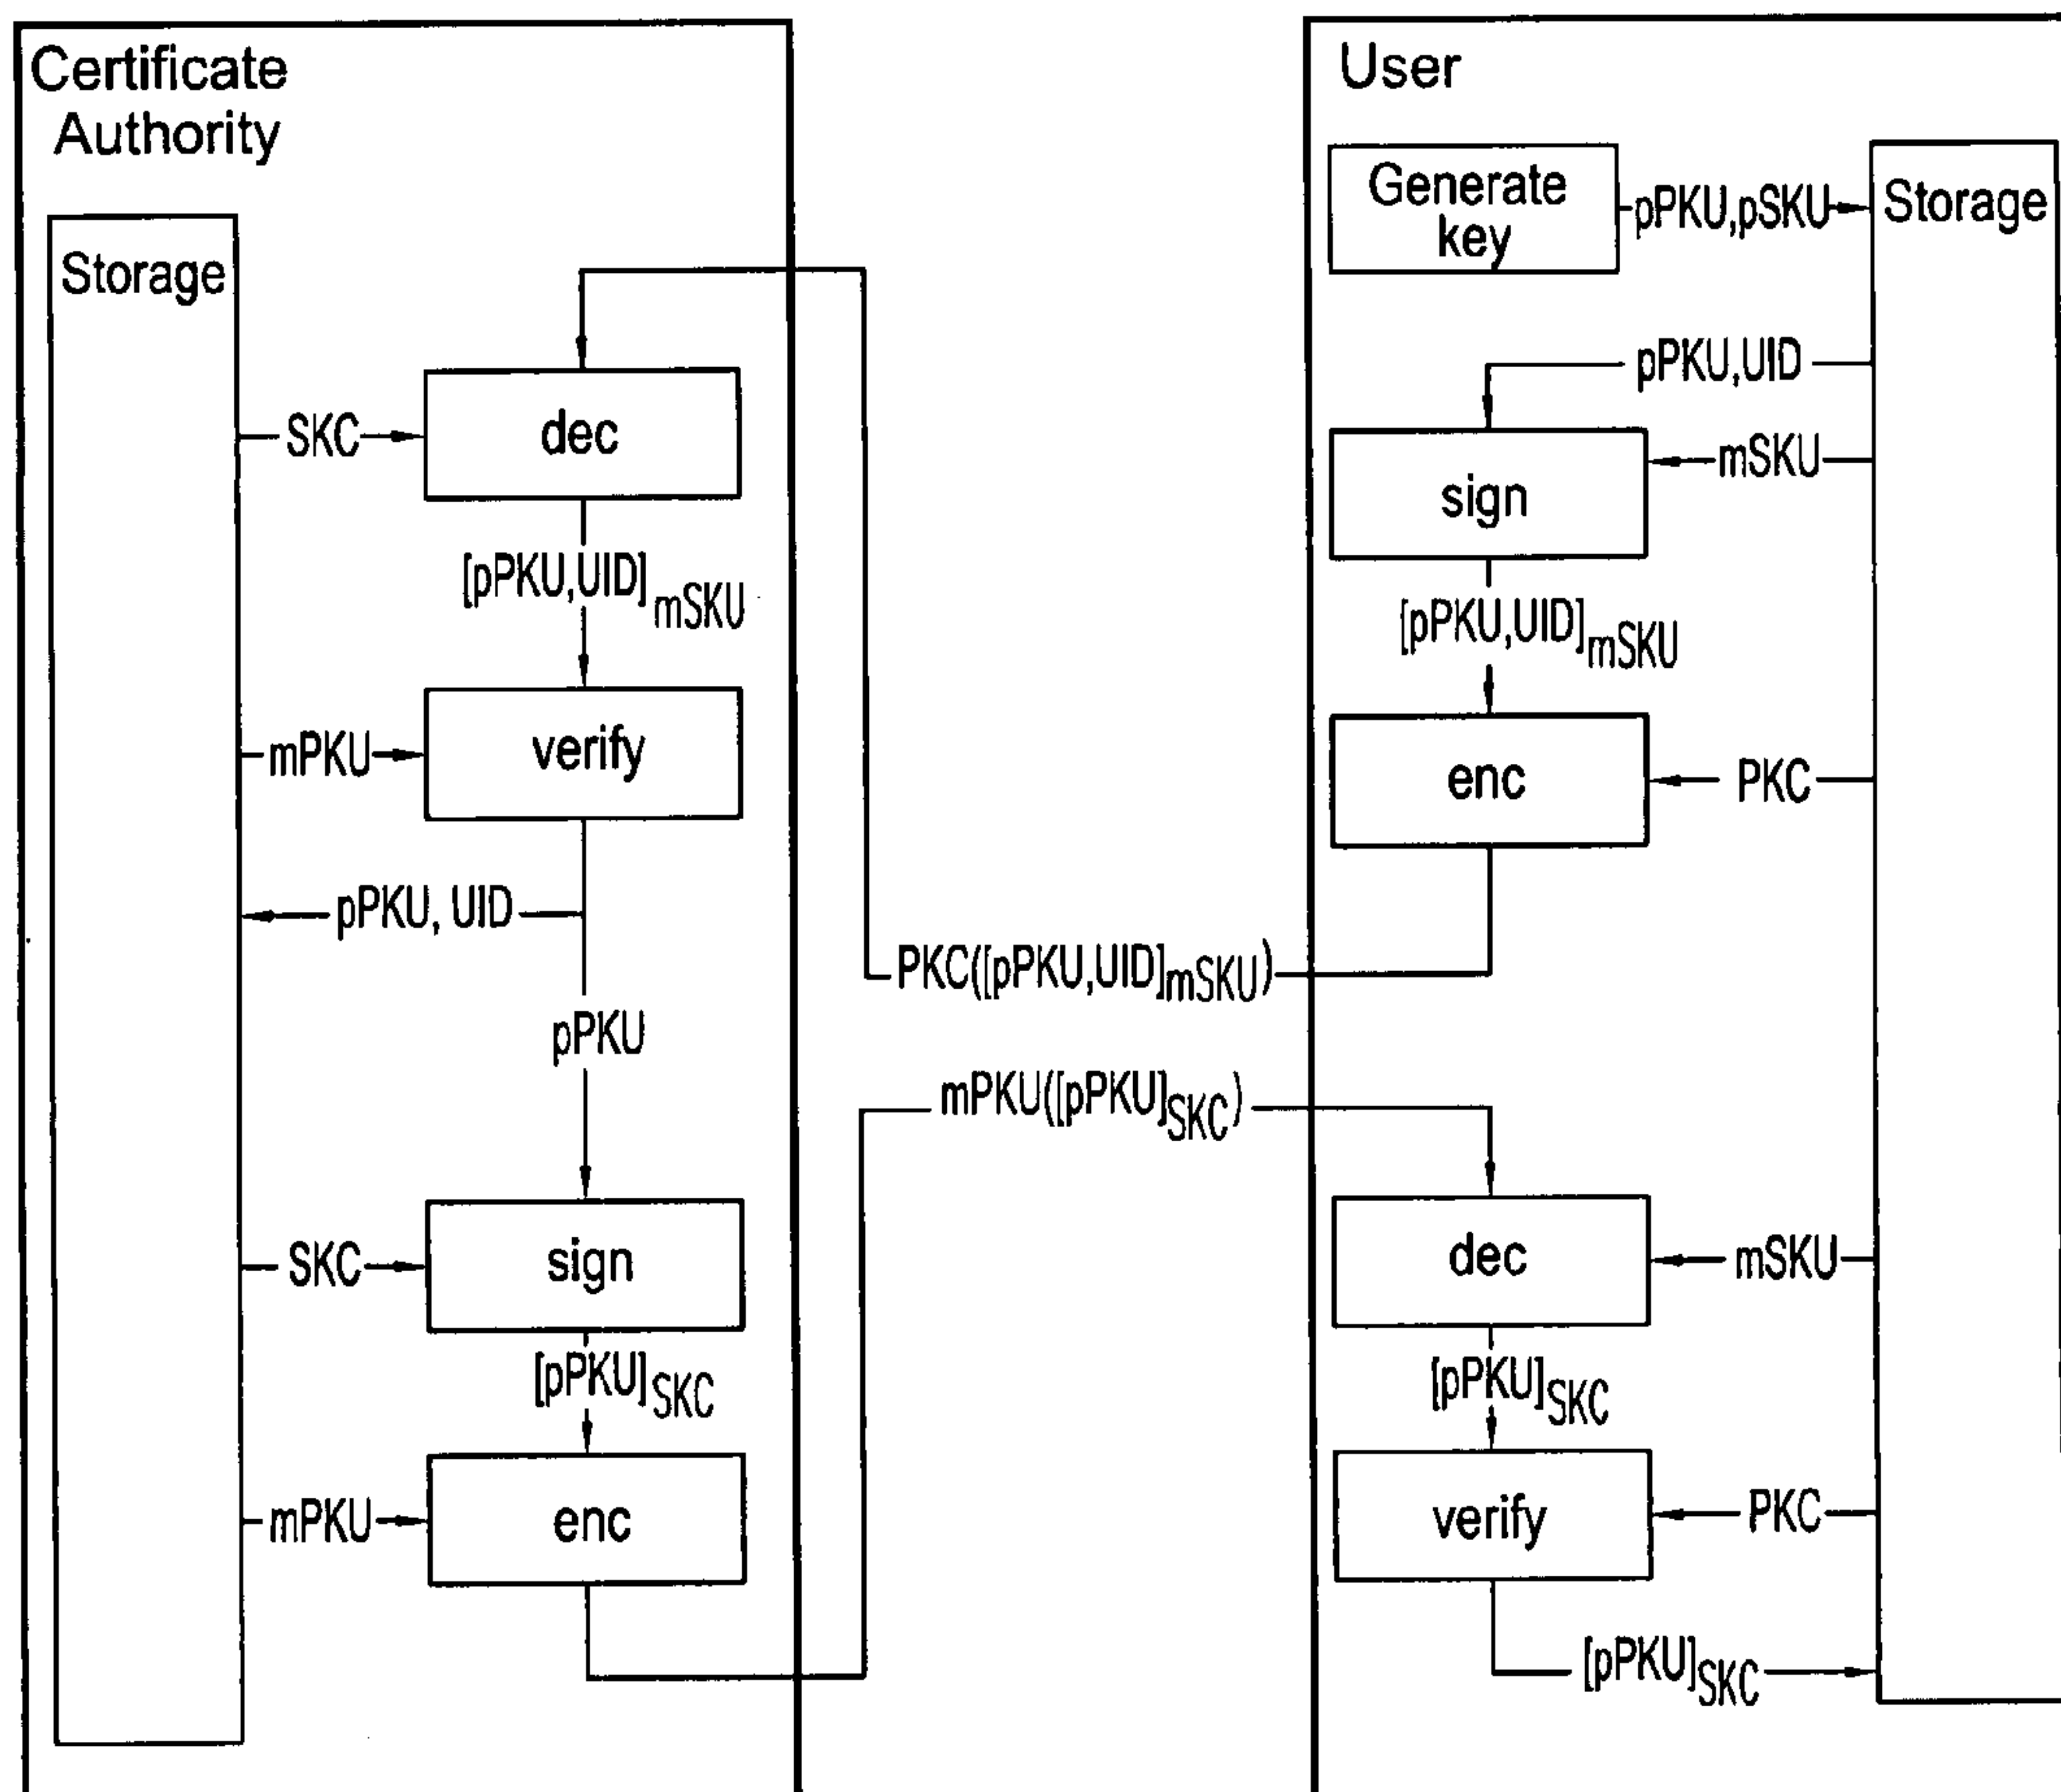 Certificate
Authority
Storage
SKC
dec
[pPKU,UID]mSKU
mPKU
verify
pPKU, UID
pPKU
SKC
sign
[pPKU]SKC
mPKU
enc
PKC([pPKU,UID]mSKU)
mPKU([pPKU]SKC)
User
Generate
key
pPKU,pSKU
Storage
pPKU,UID
mSKU
sign
[pPKU,UID]mSKU
enc
PKC
dec
mSKU
[pPKU]SKC
verify
PKC
[pPKU]SKC